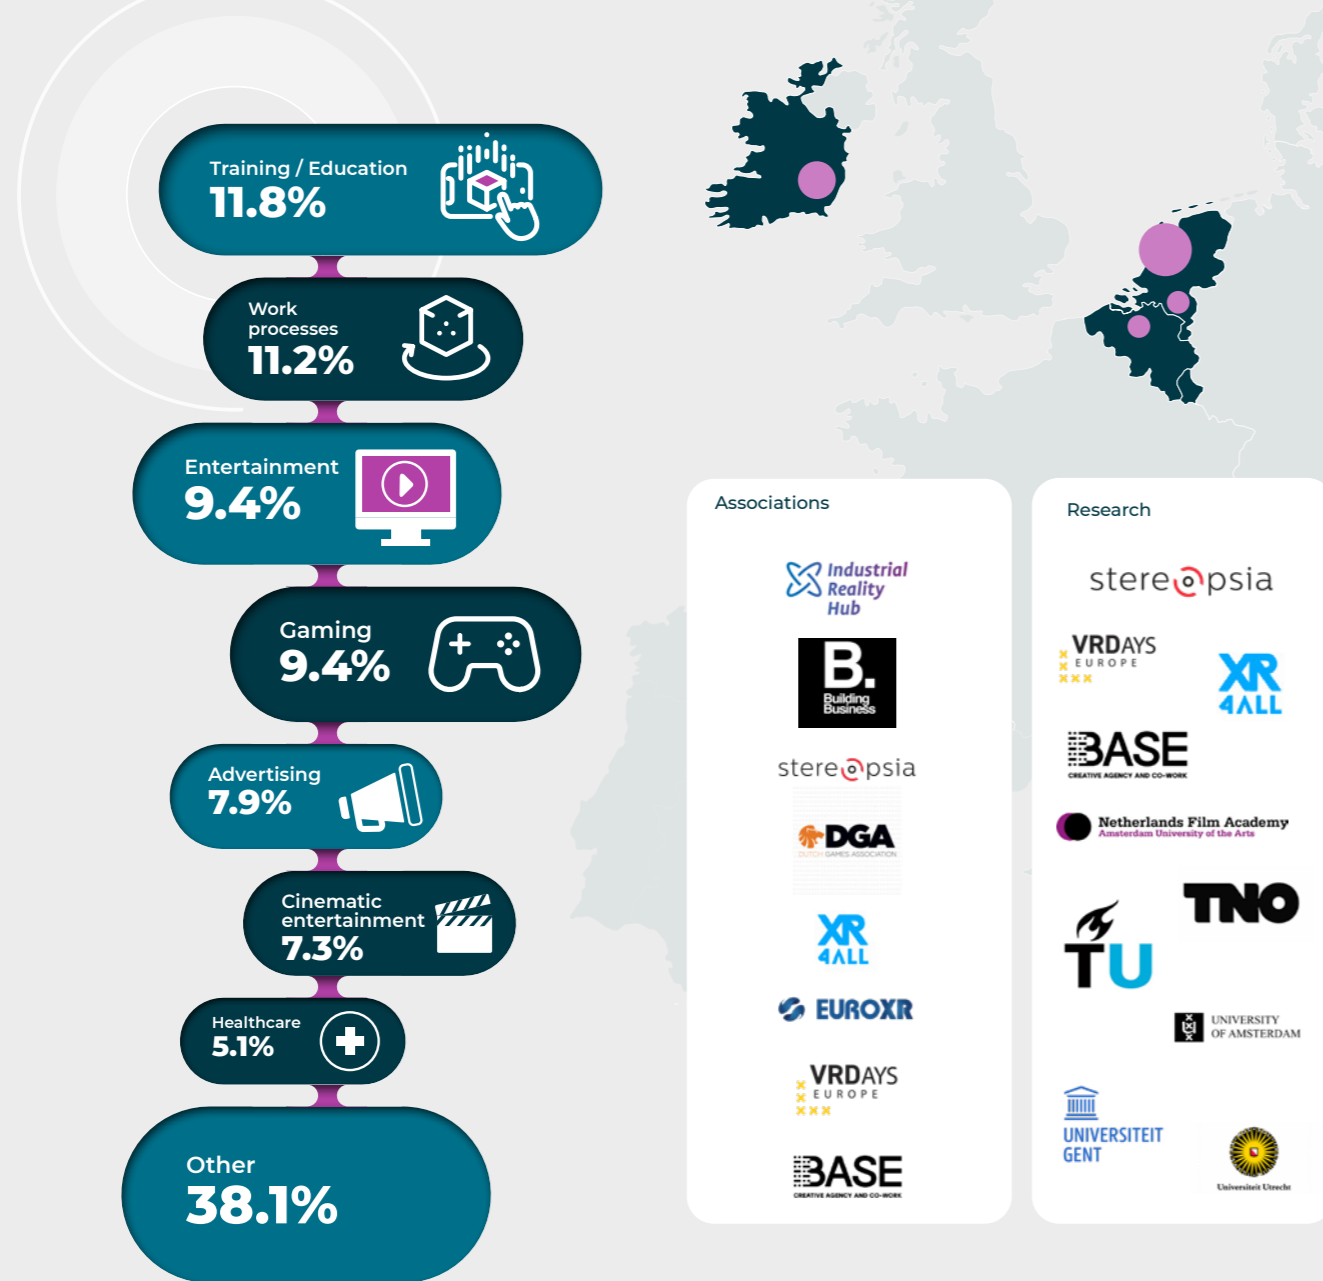 Training / Education
11.8%
Work
processes
11.2%
Entertainment
9.4%
Gaming
9.4%
Advertising
7.9%
Cinematic
entertainment
7.3%
Healthcare
5.1%
Other
38.1%
Associations
Industrial
Reality
Hub
B.
Building
Business
stereopsia
DGA
DUTCH GAMES ASSOCIATION
XR
4ALL
EUROXR
VRDAYS
EUROPE
BASE
CREATIVE AGENCY AND CO-WORK
Research
stereopsia
VRDAYS
EUROPE
XR
4ALL
BASE
CREATIVE AGENCY AND CO-WORK
Netherlands Film Academy
Amsterdam University of the Arts
TNO
TU
UNIVERSITY
OF AMSTERDAM
UNIVERSITEIT
GENT
Universiteit Utrecht